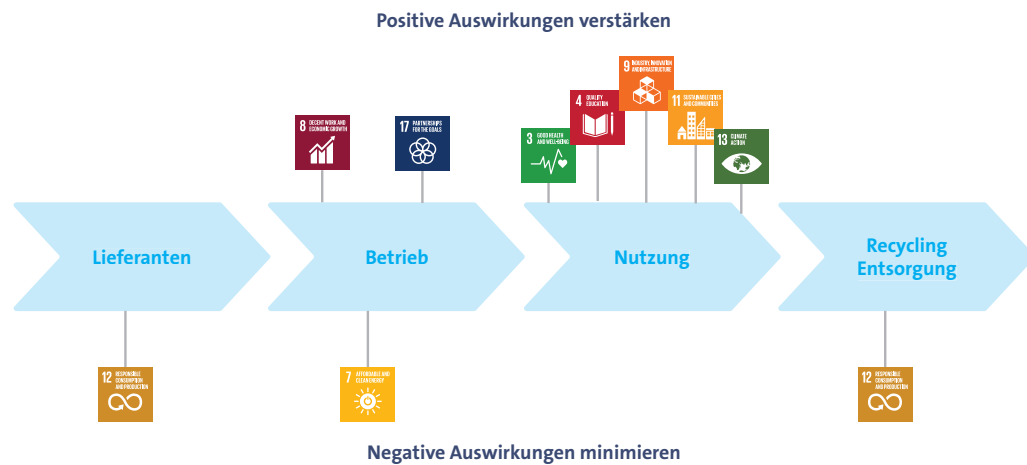 Positive Auswirkungen verstärken
9 INDUSTRY, INNOVATION
AND INFRASTRUCTURE
4 QUALITY
EDUCATION
11 SUSTAINABLE CITIES
AND COMMUNITIES
8 DECENT WORK AND
ECONOMIC GROWTH
17 PARTNERSHIPS
FOR THE GOALS
3 GOOD HEALTH
AND WELL-BEING
13 CLIMATE
ACTION
Lieferanten
Betrieb
Nutzung
Recycling
Entsorgung
12 RESPONSIBLE
CONSUMPTION
AND PRODUCTION
7 AFFORDABLE AND
CLEAN ENERGY
12 RESPONSIBLE
CONSUMPTION
AND PRODUCTION
Negative Auswirkungen minimieren